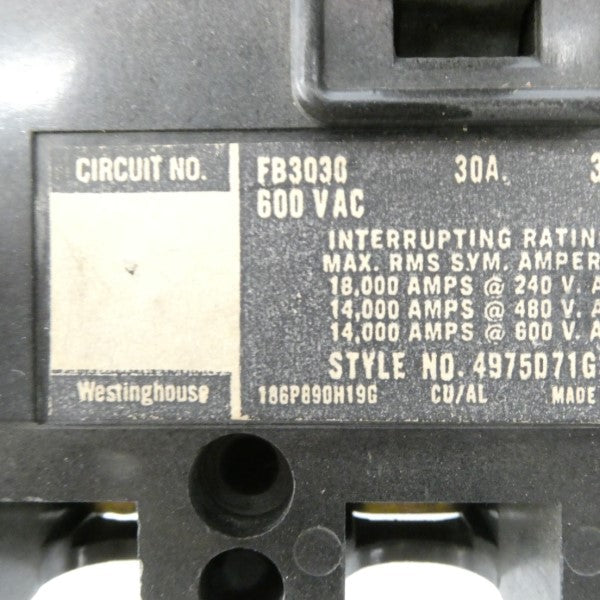 CIRCUIT NO.
FB3030 30A. 3
600 VAC
INTERRUPTING RATIN
MAX. RMS SYM. AMPER
18,000 AMPS @ 240 V. A
14,000 AMPS @ 480 V. A
14,000 AMPS @ 600 V. A
STYLE NO. 4975D71G
Westinghouse 186P890H19G CU/AL MADE